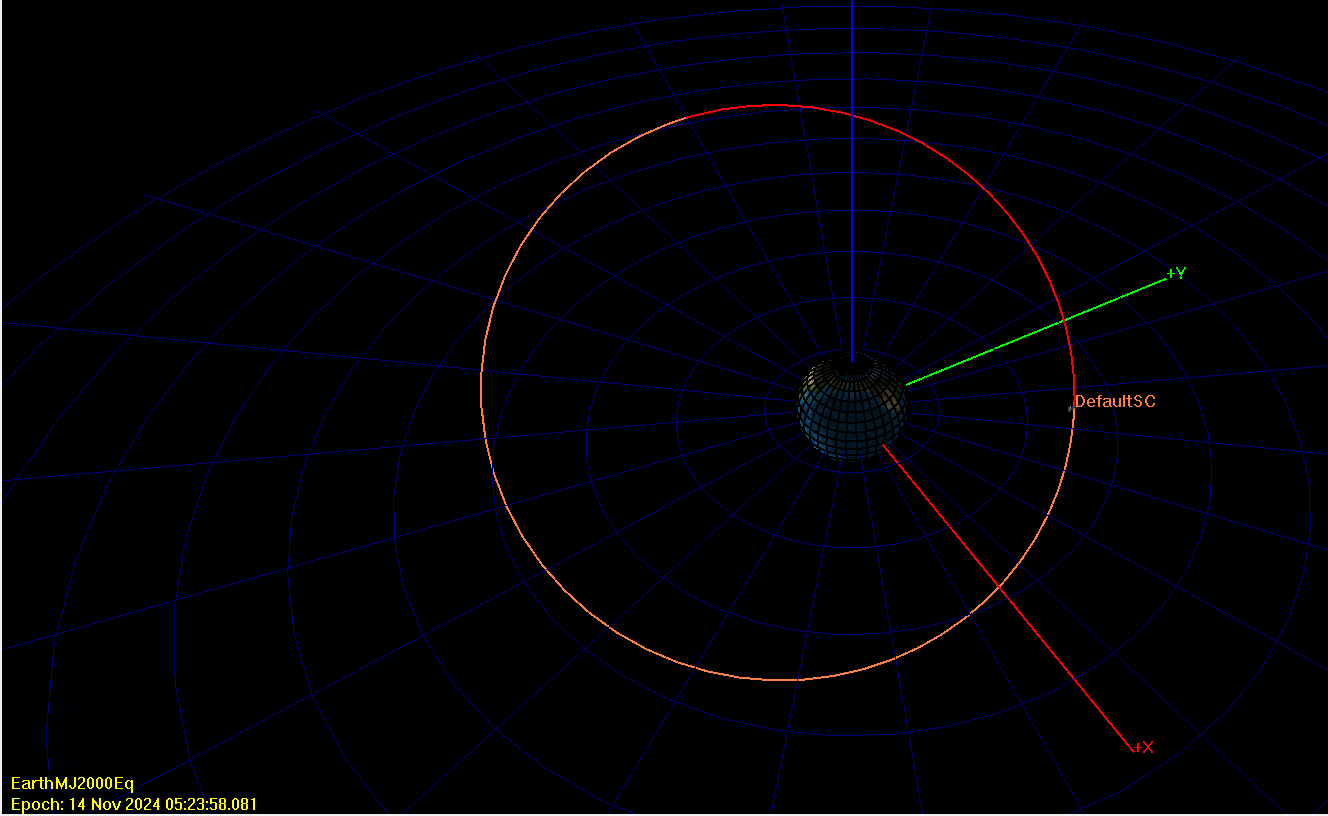 +Y
DefaultSC
+X
EarthMJ2000Eq
Epoch: 14 Nov 2024 05:23:58.081